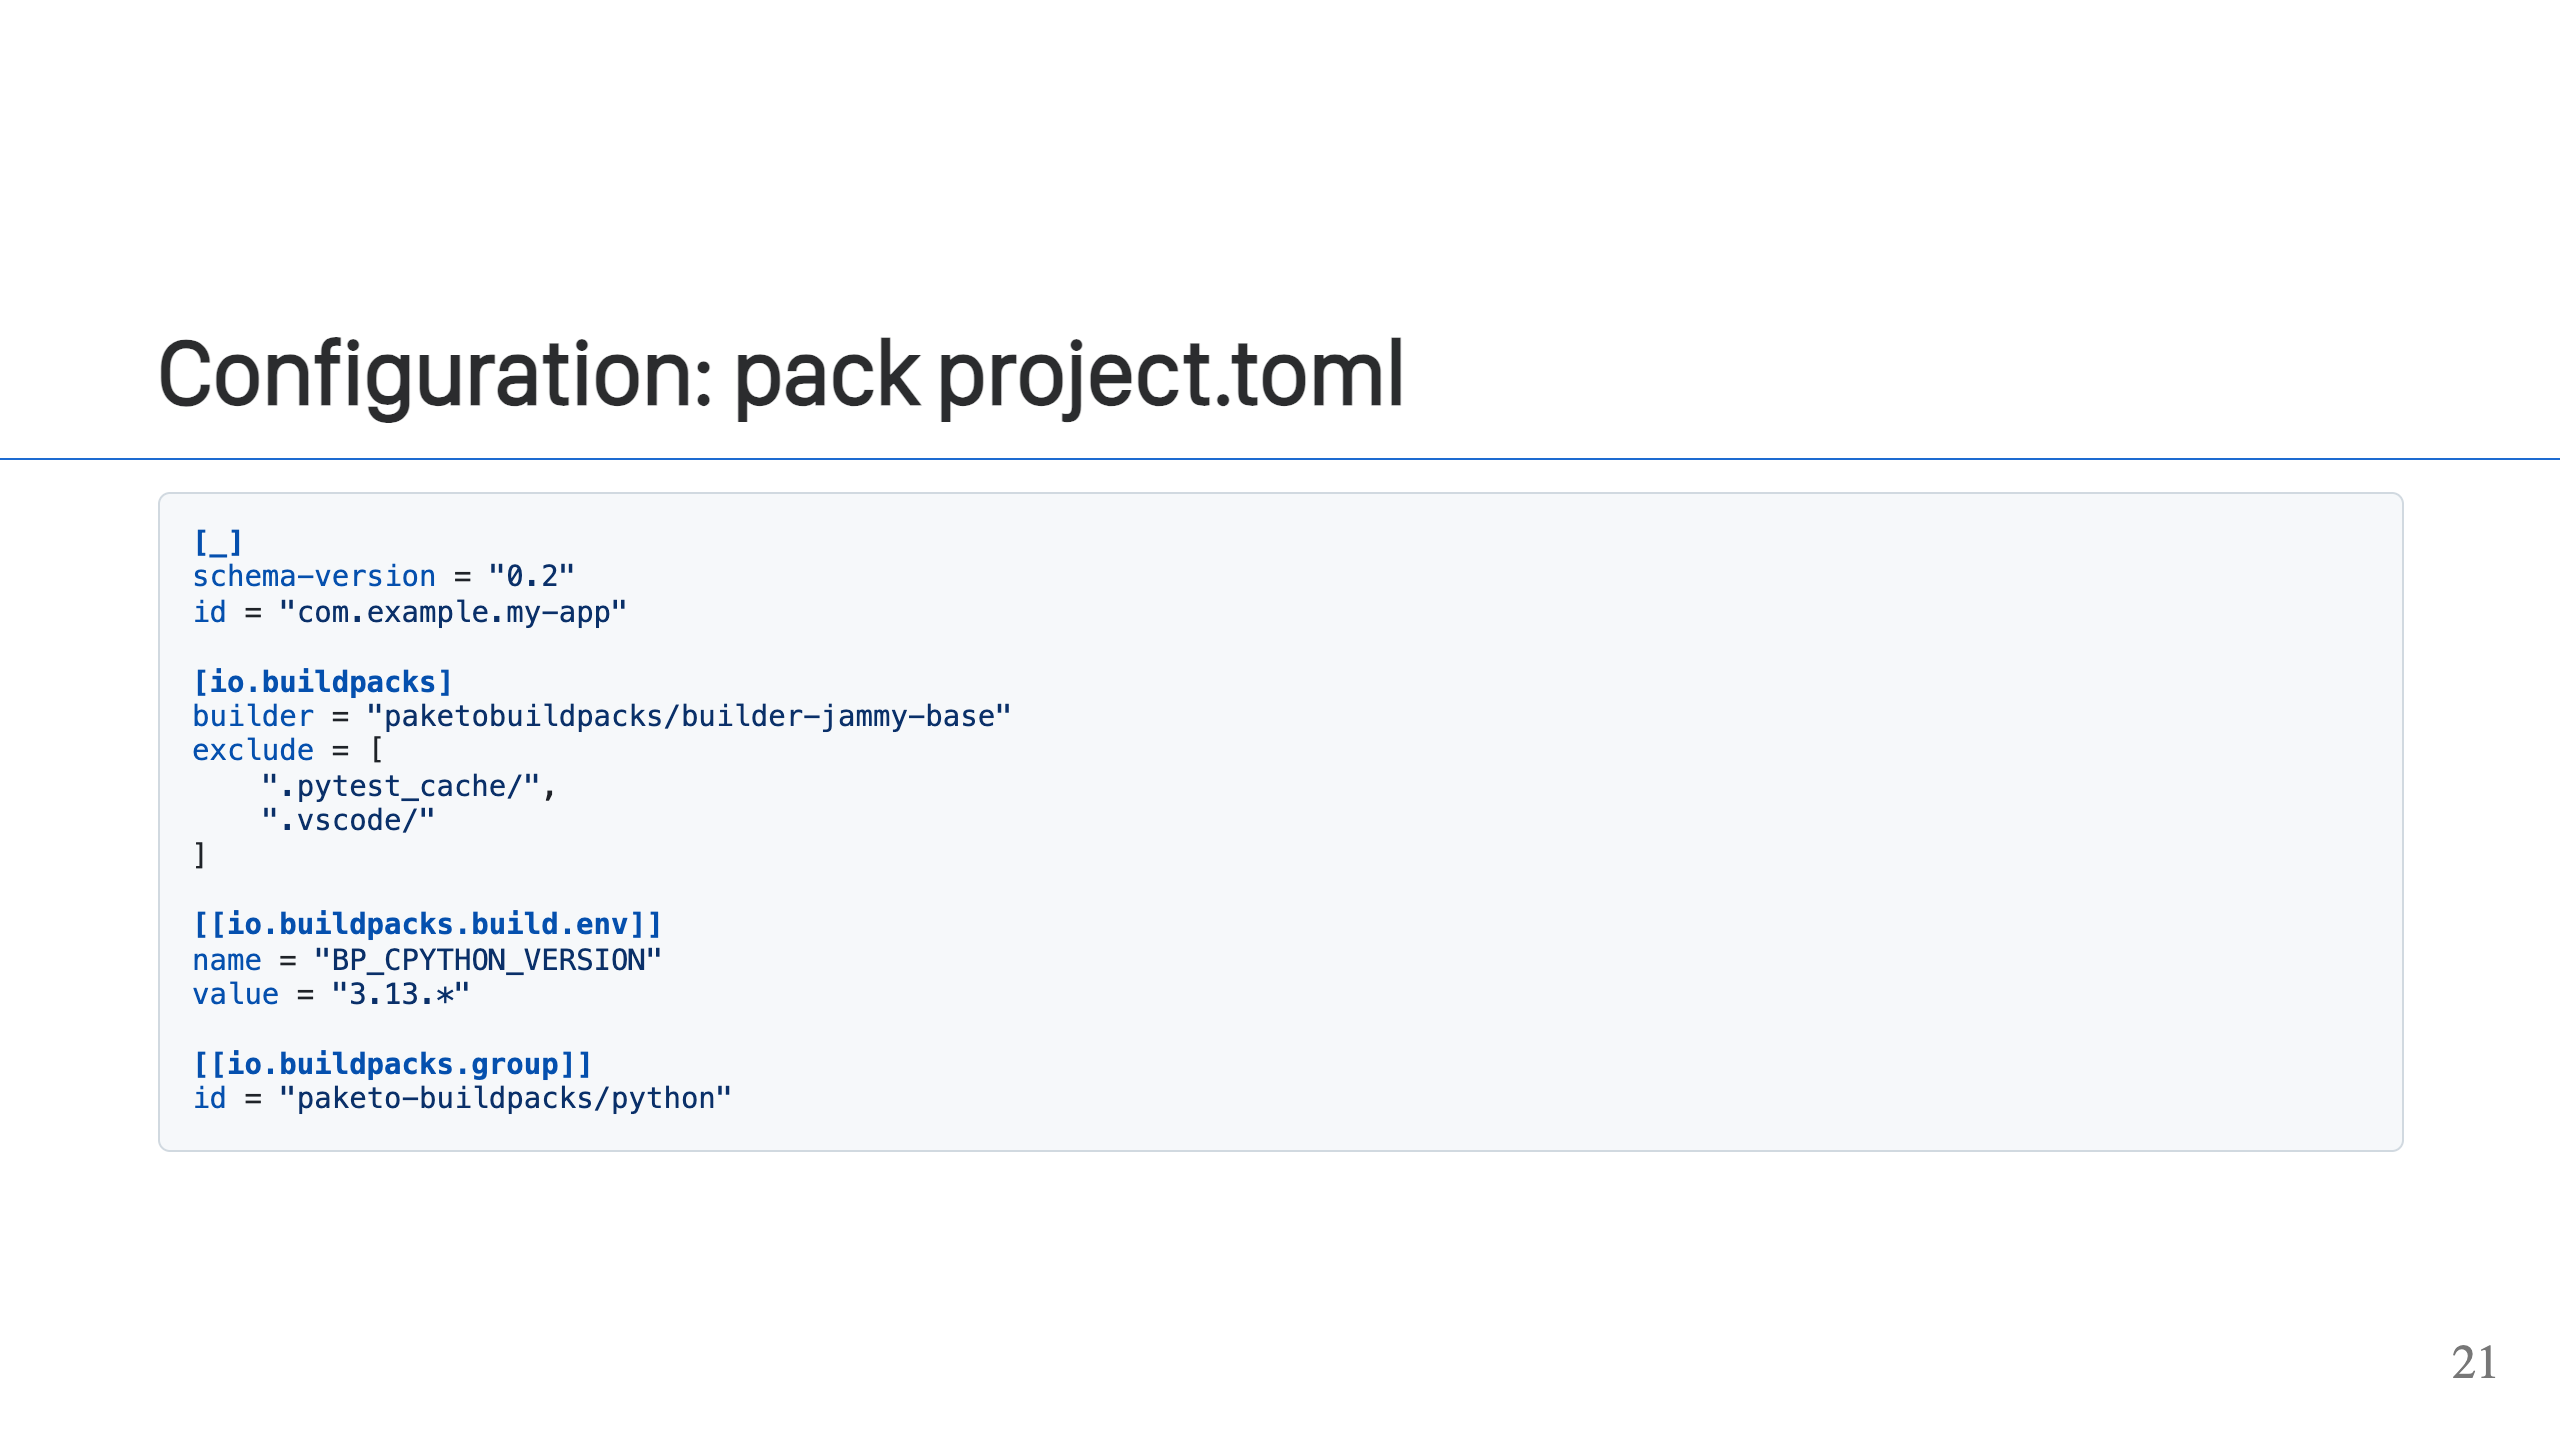 Configuration: pack project.toml
[_]
schema-version = "0.2"
id = "com.example.my-app"
[io.buildpacks]
builder = "paketobuildpacks/builder-jammy-base"
exclude = [
    ".pytest_cache/",
    ".vscode/"
]
[[io.buildpacks.build.env]]
name = "BP_CPYTHON_VERSION"
value = "3.13.*"
[[io.buildpacks.group]]
id = "paketo-buildpacks/python"
21